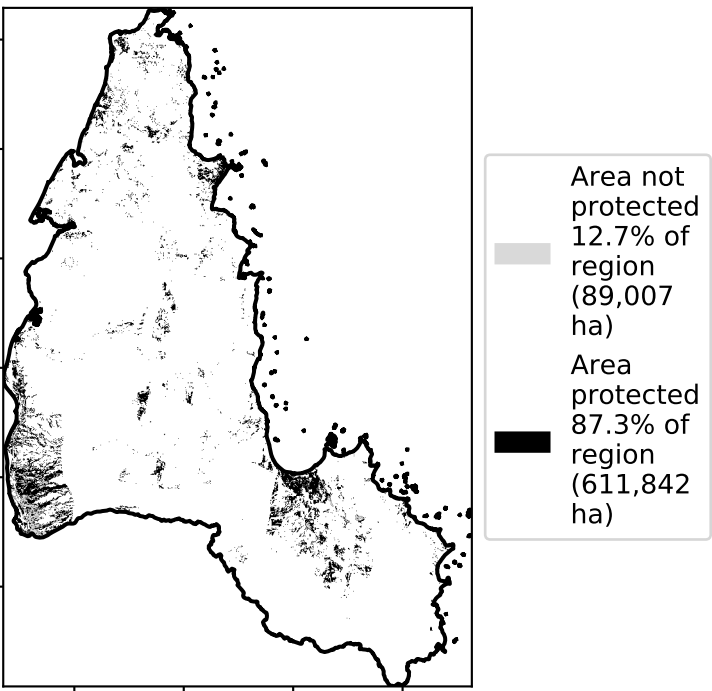 Area not
protected
12.7% of
region
(89,007
ha)
Area
protected
87.3% of
region
(611,842
ha)